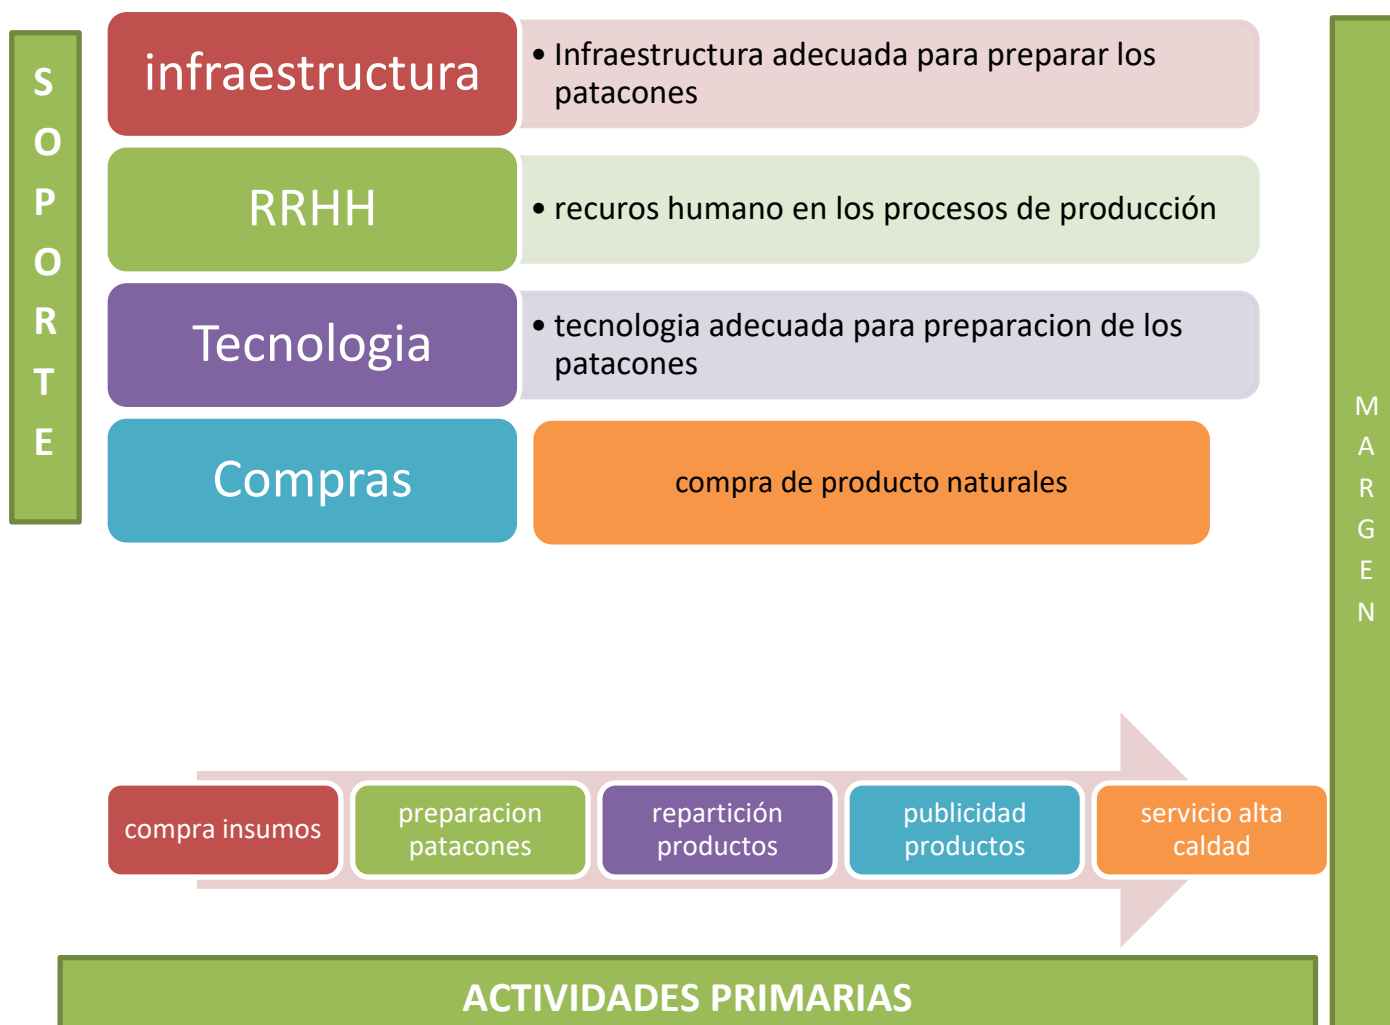 SOPORTE
infraestructura
• Infraestructura adecuada para preparar los
patacones
RRHH
• recuros humano en los procesos de producción
Tecnologia
• tecnologia adecuada para preparacion de los
patacones
Compras
compra de producto naturales
MARGEN
compra insumos
preparacion
patacones
repartición
productos
publicidad
productos
servicio alta
caldad
ACTIVIDADES PRIMARIAS